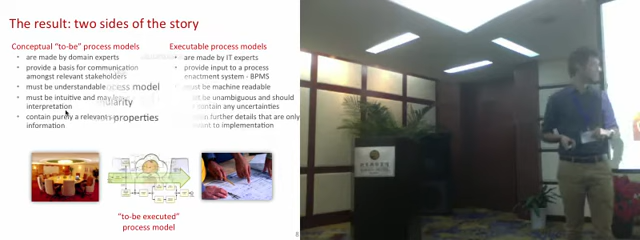 The result: two sides of the story
Conceptual "to-be" process models
are made by domain experts
provide a basis for communication
amongst relevant stakeholders
must be understandable
must be intuitive and may leave
interpretation
contain purely a relevant
information
process model
clarity
properties
Executable process models
are made by IT experts
provide input to a process
enactment system - BPMS
must be machine readable
be unambiguous and should
contain any uncertainties
further details that are only
to implementation
"to-be executed"
process model